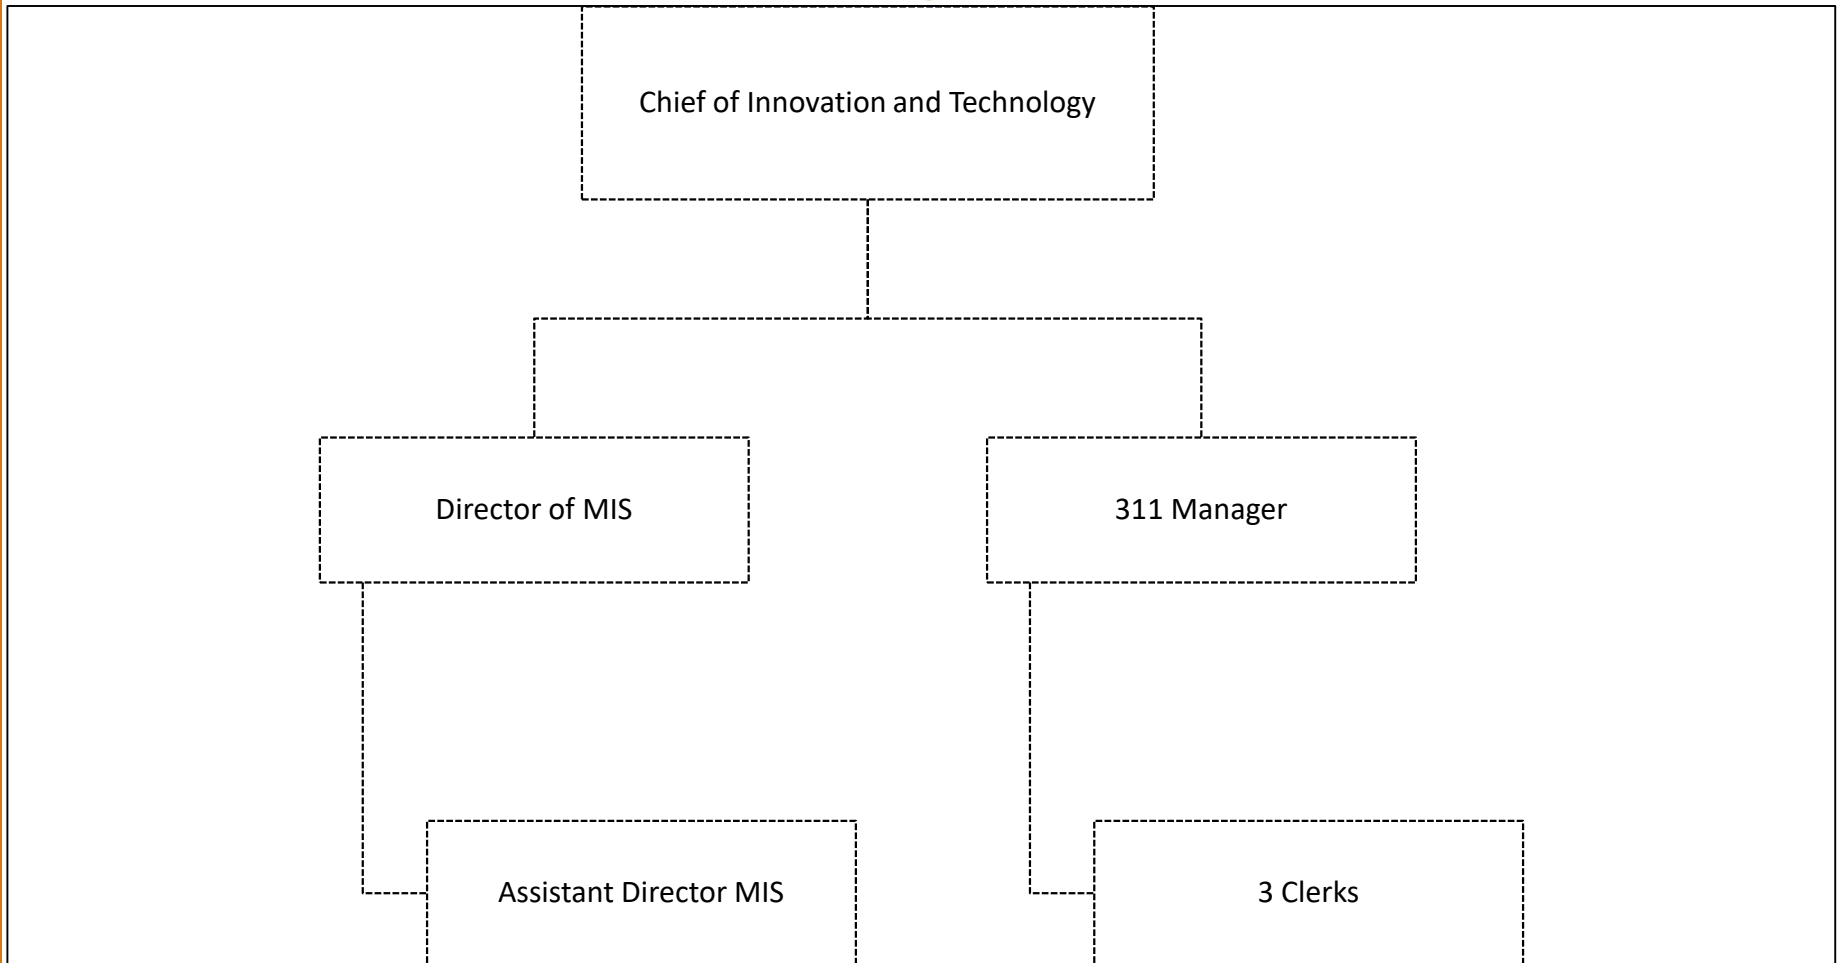 Chief of Innovation and Technology
Director of MIS
311 Manager
Assistant Director MIS
3 Clerks